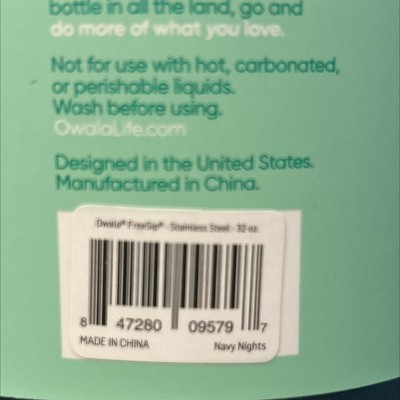 bottle in all the land, go and
do more of what you love.
Not for use with hot, carbonated,
or perishable liquids.
Wash before using.
OwalaLife.com
Designed in the United States.
Manufactured in China.
Owala® FreeSip® - Stainless Steel - 32 oz.
8 47280 09579 7
MADE IN CHINA
Navy Nights